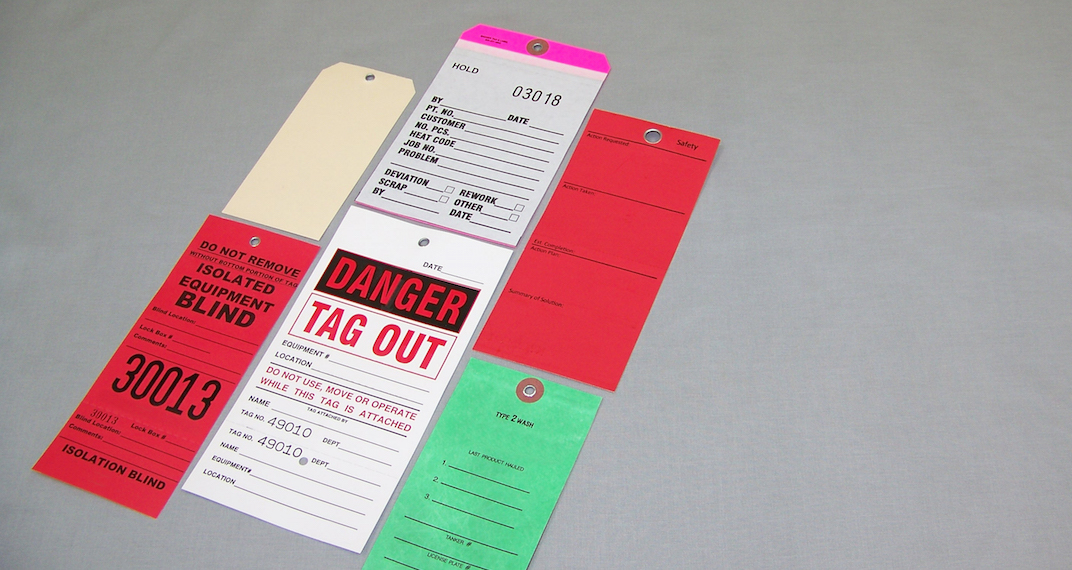 HOLD
03018
BY DATE
PT. NO.
CUSTOMER
NO. PCS.
HEAT CODE
JOB NO.
PROBLEM
DEVIATION REWORK
SCRAP OTHER
BY DATE
Safety
Action Requested:
Action Taken:
Est. Completion:
Action Plan:
Summary of Solution:
DO NOT REMOVE
WITHOUT BOTTOM PORTION OF TAG
ISOLATED
EQUIPMENT
BLIND
Blind Location:
Lock Box #
Comments:
30013
30013
Blind Location: Lock Box #
Comments:
ISOLATION BLIND
DATE
DANGER
TAG OUT
EQUIPMENT #
LOCATION
DO NOT USE, MOVE OR OPERATE
WHILE THIS TAG IS ATTACHED
TAG ATTACHED BY
NAME
TAG NO. 49010 DEPT
TAG NO. 49010 DEPT
NAME
EQUIPMENT#
LOCATION
TYPE 2 WASH
LAST PRODUCT HAULED
1.
2.
3.
TANKER #
LICENSE PLATE #